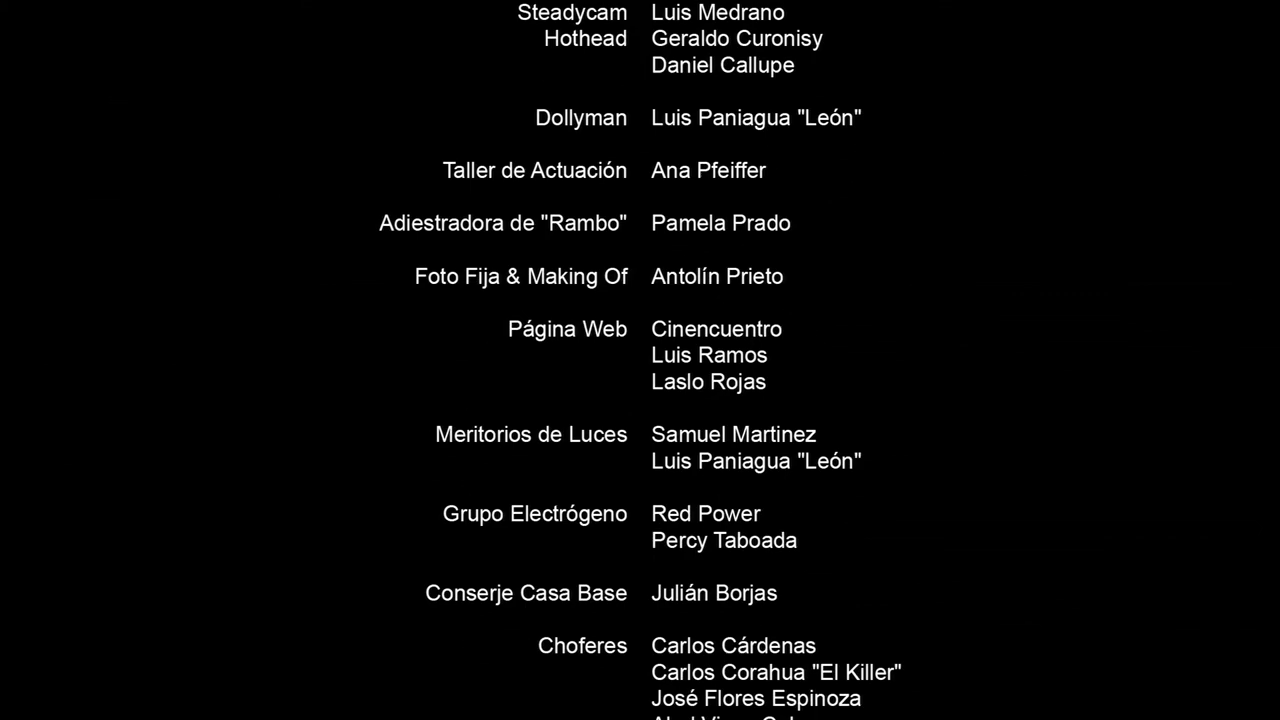 Steadycam Luis Medrano
Hothead Geraldo Curonisy
Daniel Callupe
Dollyman Luis Paniagua "León"
Taller de Actuación Ana Pfeiffer
Adiestradora de "Rambo" Pamela Prado
Foto Fija & Making Of Antolín Prieto
Página Web Cinencuentro
Luis Ramos
Laslo Rojas
Meritorios de Luces Samuel Martinez
Luis Paniagua "León"
Grupo Electrógeno Red Power
Percy Taboada
Conserje Casa Base Julián Borjas
Choferes Carlos Cárdenas
Carlos Corahua "El Killer"
José Flores Espinoza